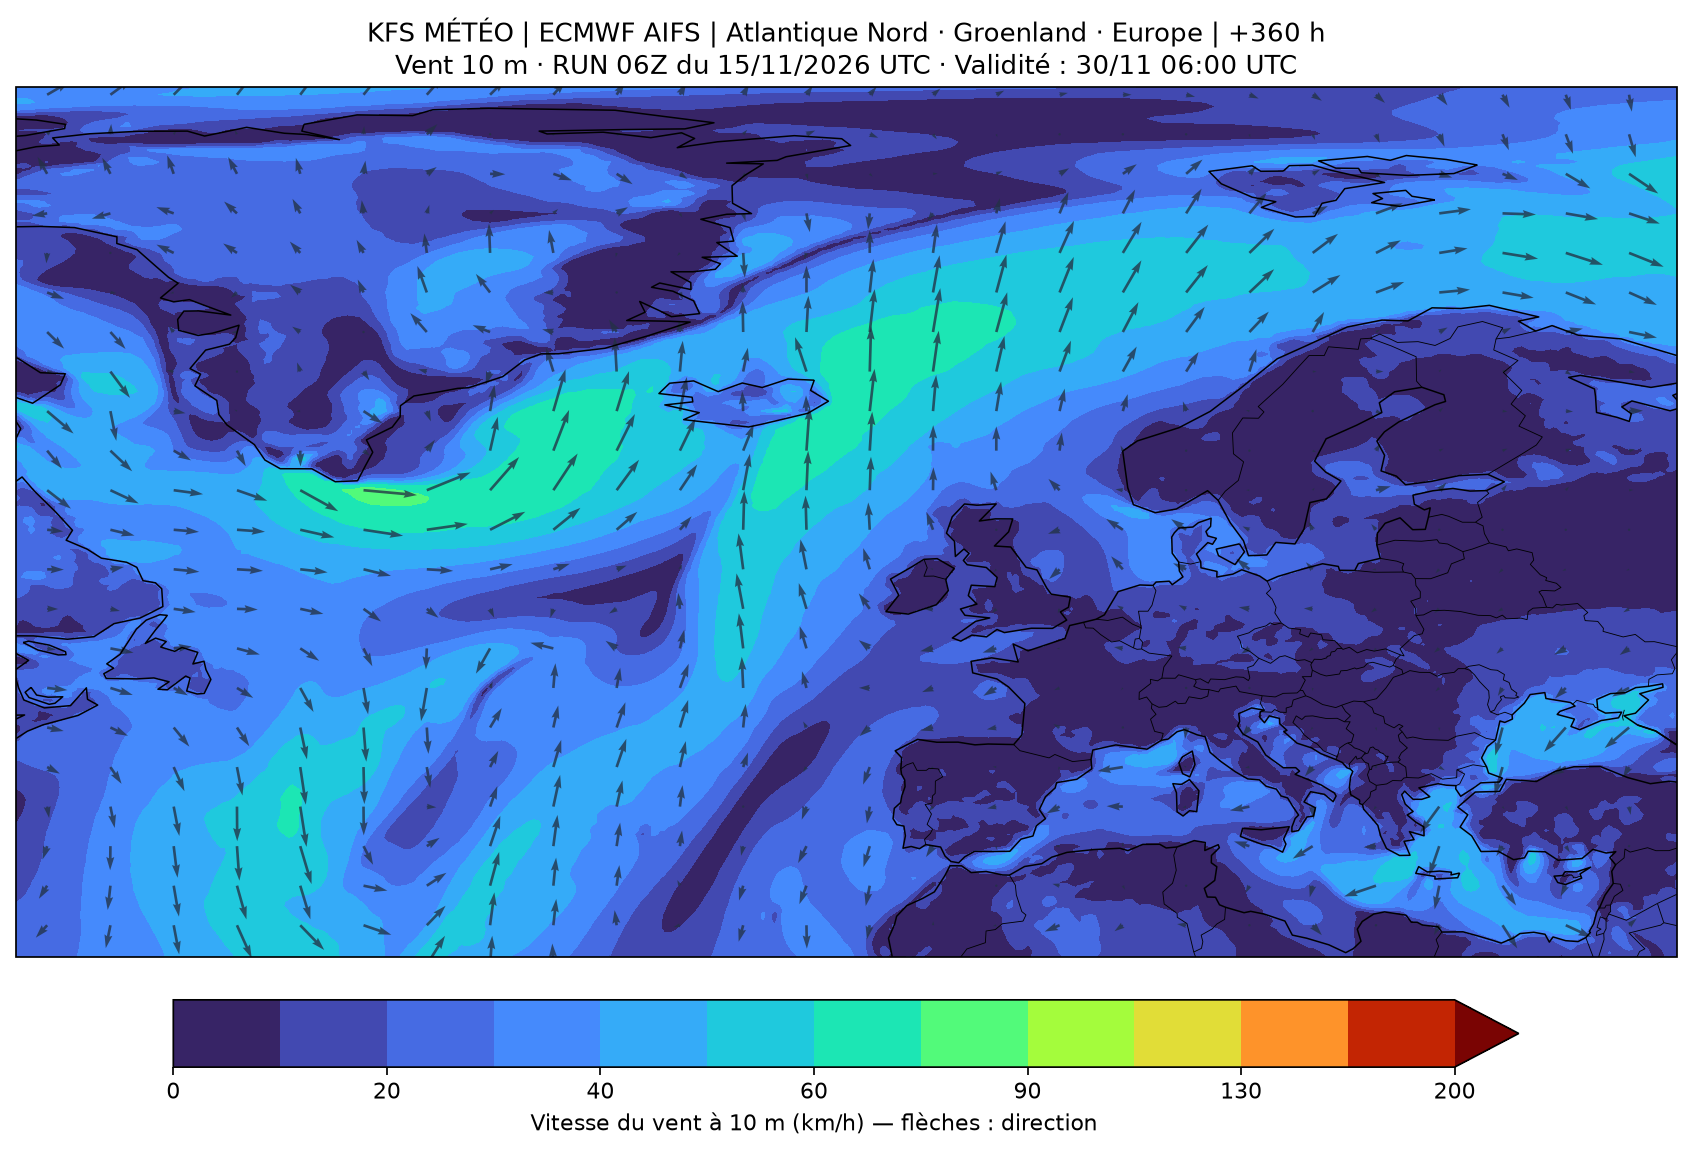 KFS MÉTÉO | ECMWF AIFS | Atlantique Nord · Groenland · Europe | +360 h
Vent 10 m · RUN 06Z du 15/11/2026 UTC · Validité : 30/11 06:00 UTC
0 20 40 60 90 130 200
Vitesse du vent à 10 m (km/h) — flèches : direction